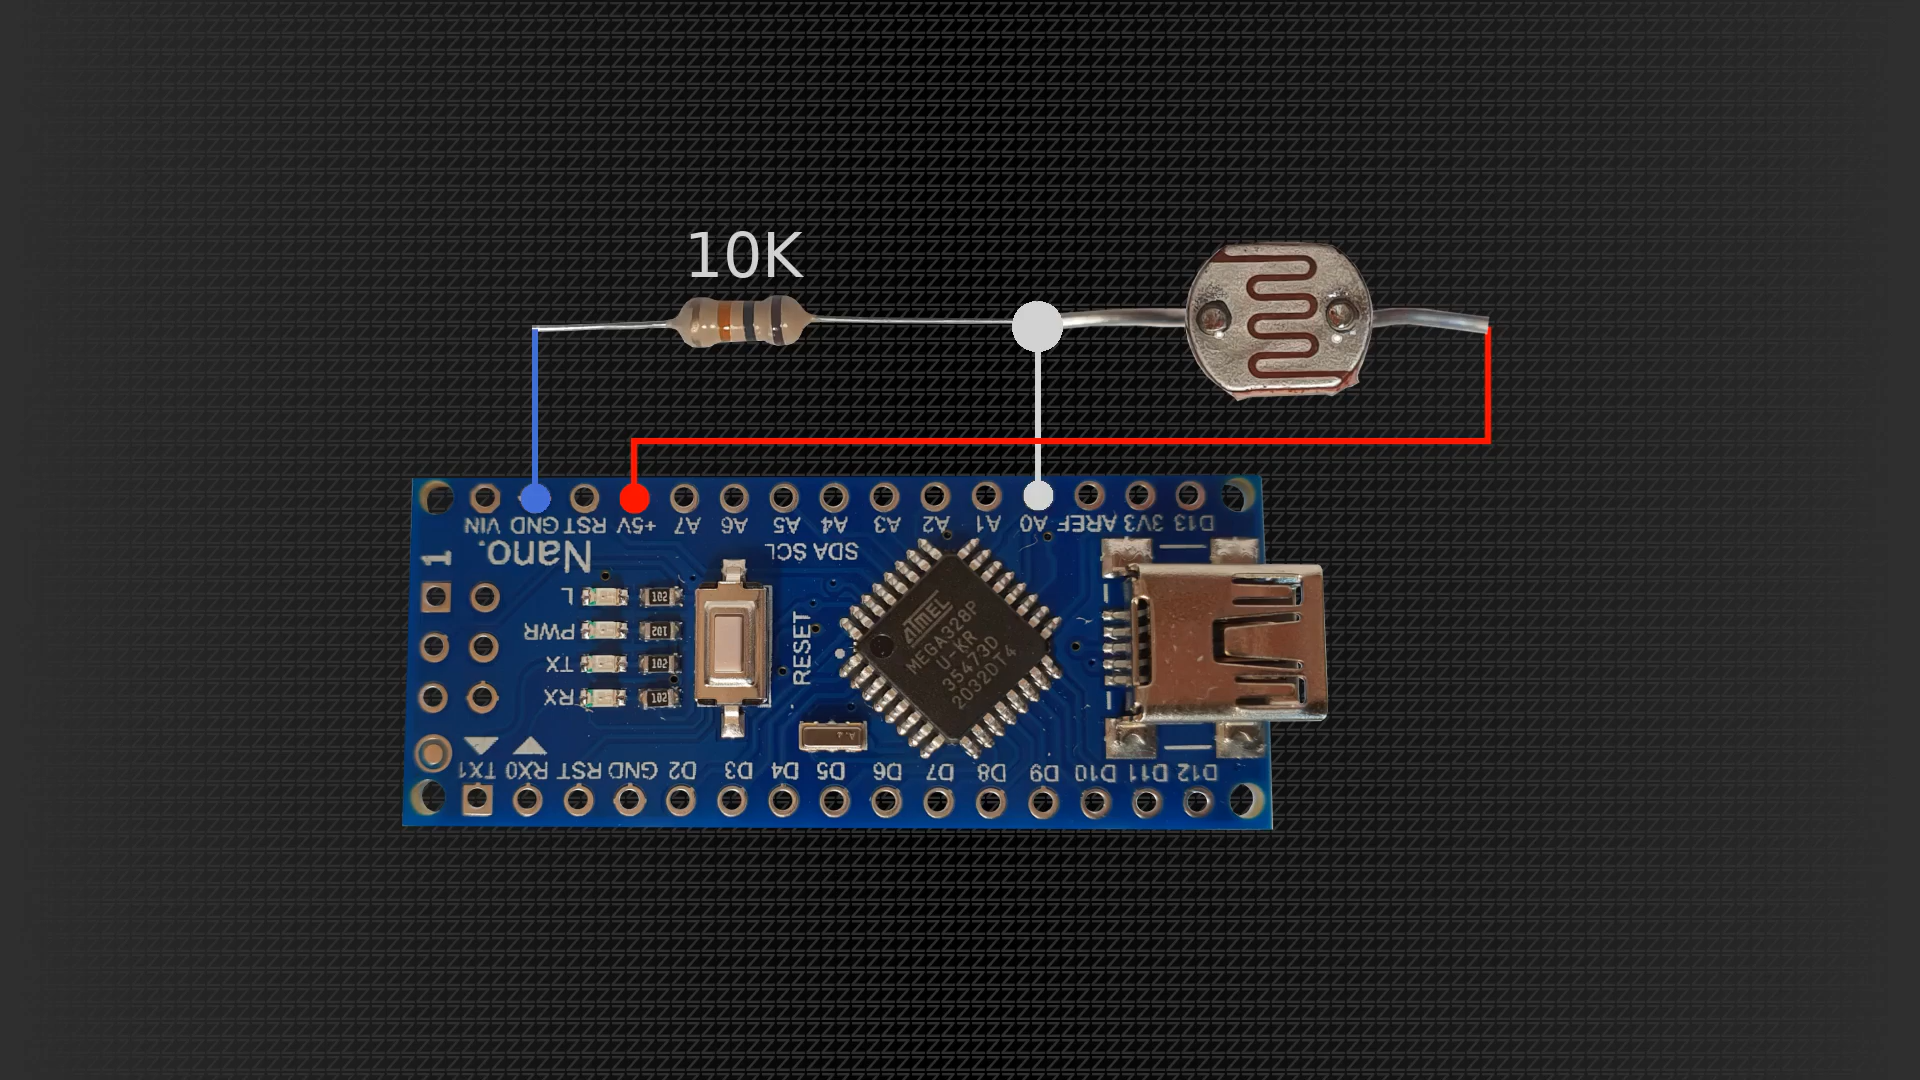 10K
VIN GND RST +5V A7 A6 A5 A4 A3 A2 A1 A0 AREF 3V3 D13
1
Nano.
SDA SCL
L
102
PWR
102
TX
102
RX
102
RESET
ATMEL
MEGA328P
U-KR
35473D
2032DT4
TX1 RX0 RST GND D2 D3 D4 D5 D6 D7 D8 D9 D10 D11 D12